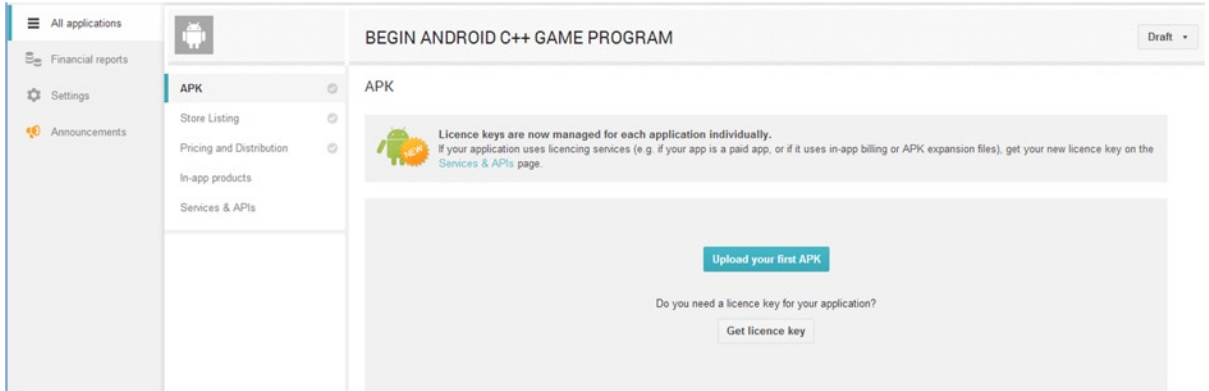 All applications
Financial reports
Settings
Announcements
BEGIN ANDROID C++ GAME PROGRAM
Draft
APK
Store Listing
Pricing and Distribution
In-app products
Services & APIs
APK
NEW
Licence keys are now managed for each application individually.
If your application uses licencing services (e.g. if your app is a paid app, or if it uses in-app billing or APK expansion files), get your new licence key on the
Services & APIs page.
Upload your first APK
Do you need a licence key for your application?
Get licence key